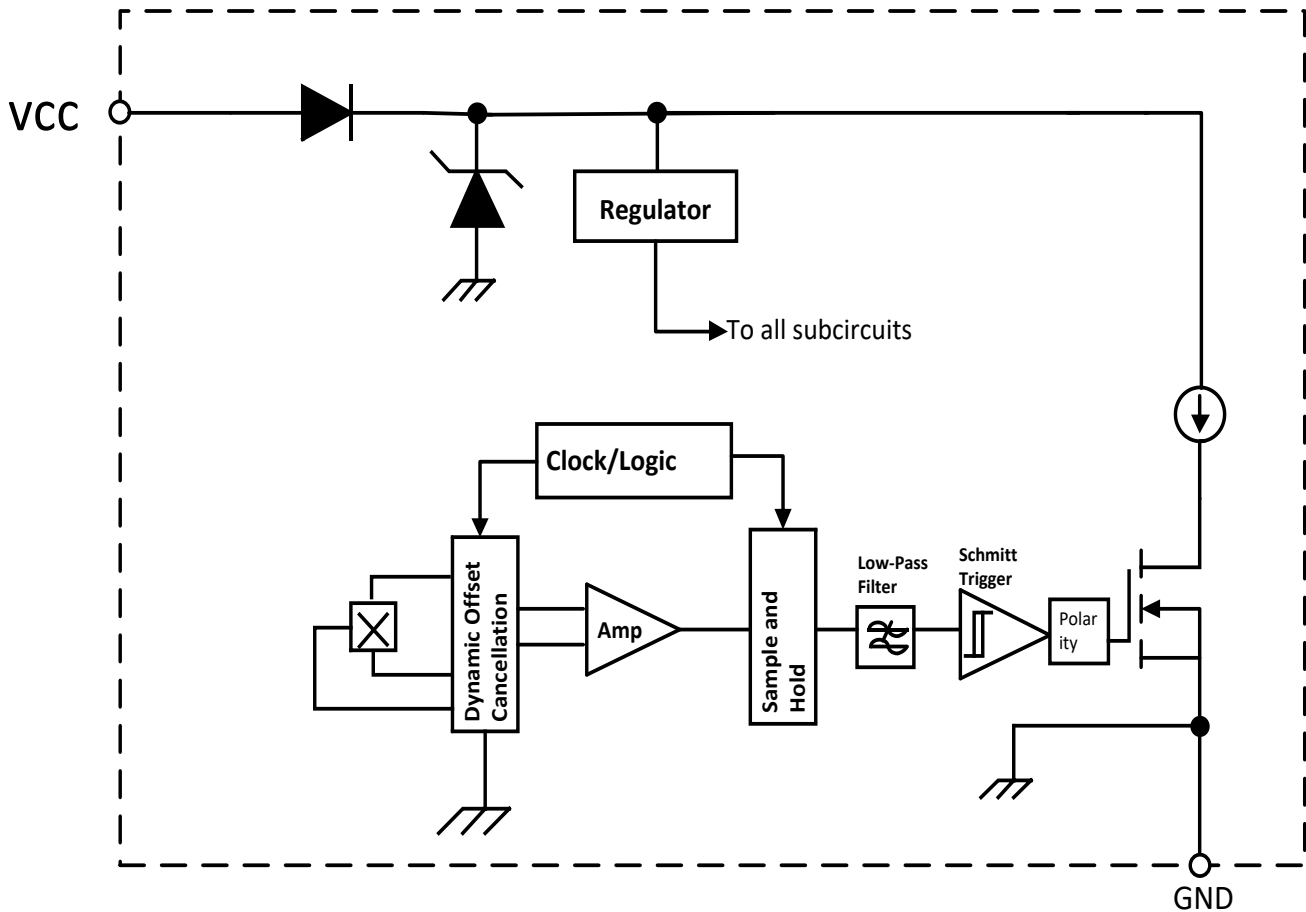 VCC
Regulator
To all subcircuits
Clock/Logic
Dynamic Offset
Cancellation
Amp
Sample and
Hold
Low-Pass
Filter
Schmitt
Trigger
Polar
ity
GND